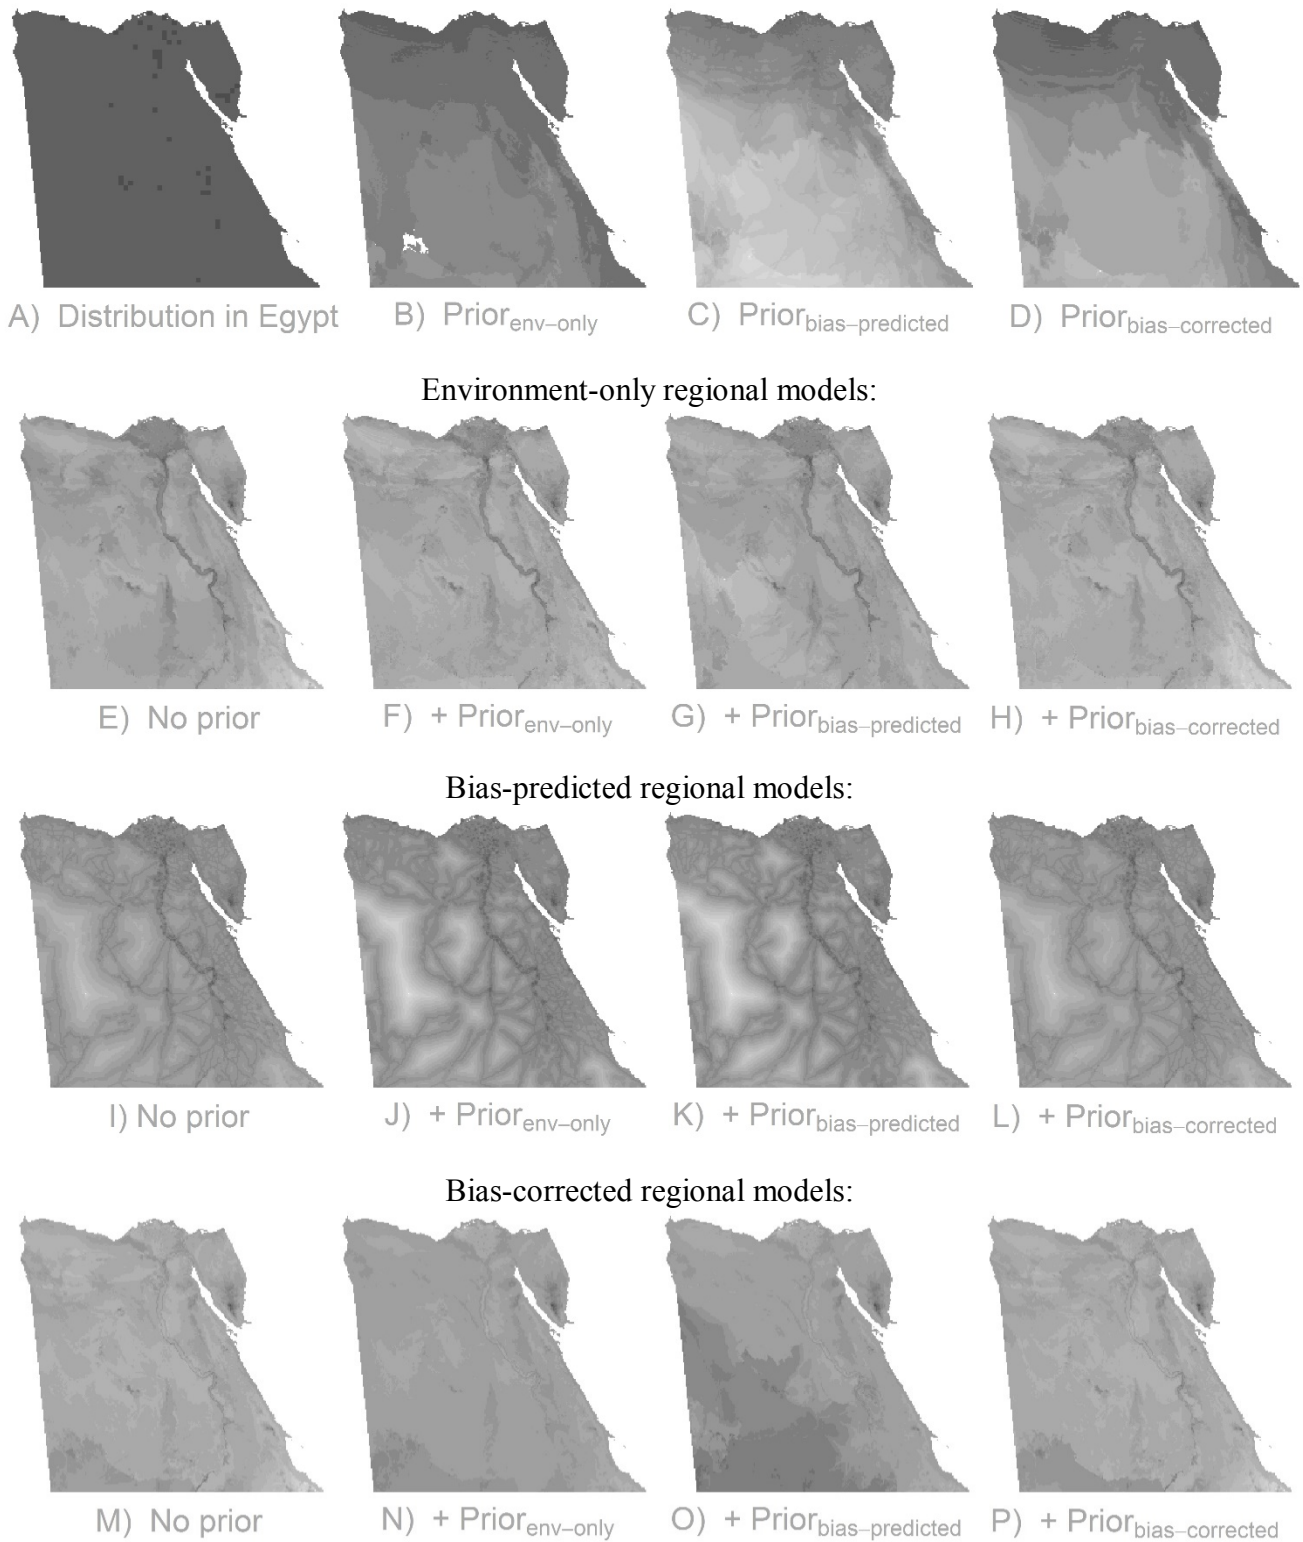 A) Distribution in Egypt B) Prior env−only C) Prior bias−predicted D) Prior bias−corrected
Environment-only regional models:
E) No prior F) + Prior env−only G) + Prior bias−predicted H) + Prior bias−corrected
Bias-predicted regional models:
I) No prior J) + Prior env−only K) + Prior bias−predicted L) + Prior bias−corrected
Bias-corrected regional models:
M) No prior N) + Prior env−only O) + Prior bias−predicted P) + Prior bias−corrected